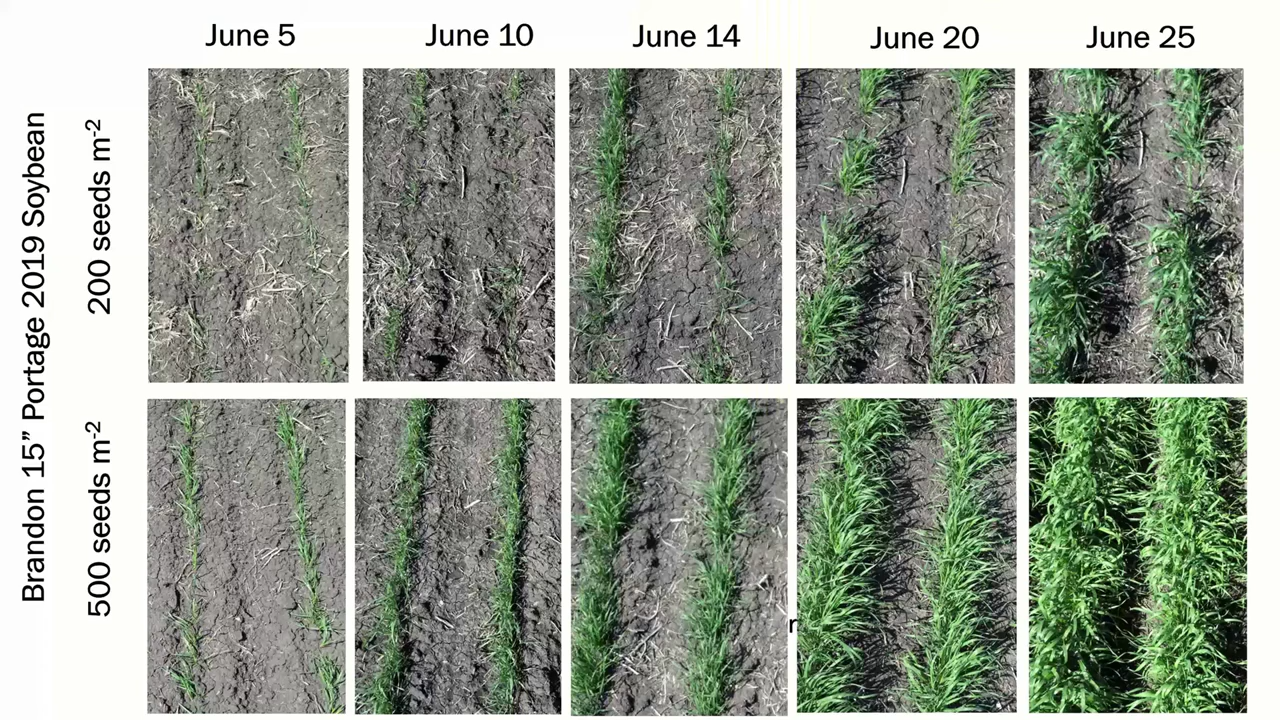 June 5
June 10
June 14
June 20
June 25
Brandon 15” Portage 2019 Soybean
200 seeds m-2
500 seeds m-2
r